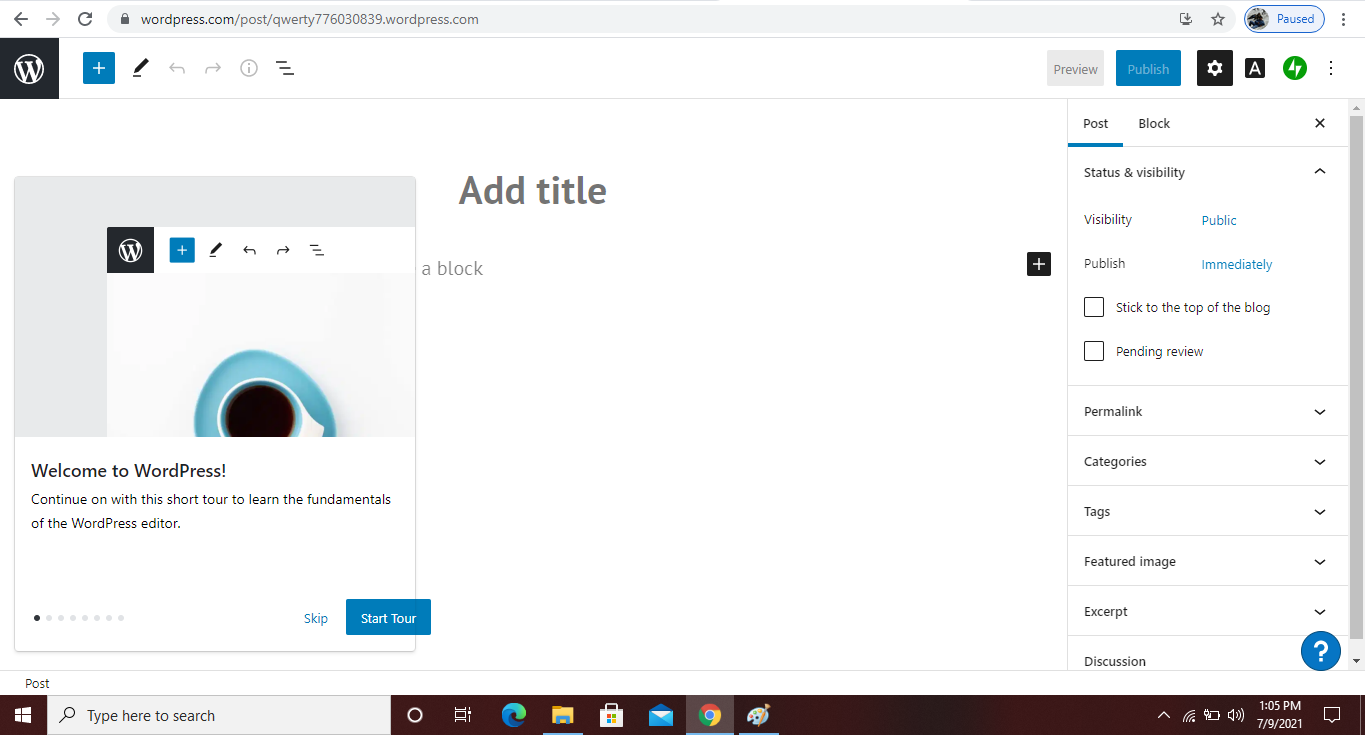 wordpress.com/post/qwerty776030839.wordpress.com
Paused
Preview
Publish
A
Post
Block
Add title
a block
Status & visibility
Visibility
Public
Publish
Immediately
Stick to the top of the blog
Pending review
Permalink
Categories
Tags
Featured image
Excerpt
Discussion
Welcome to WordPress!
Continue on with this short tour to learn the fundamentals
of the WordPress editor.
Skip
Start Tour
?
Post
Type here to search
1:05 PM
7/9/2021